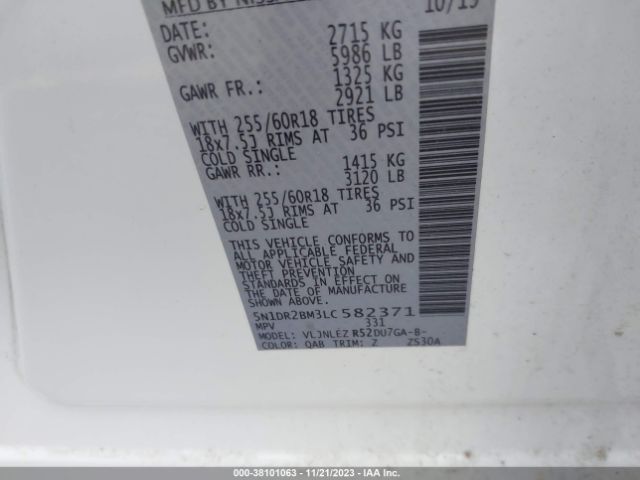 MFD BY NISS
10/19
DATE:
GVWR: 2715 KG
5986 LB
GAWR FR.: 1325 KG
2921 LB
WITH 255/60R18 TIRES
18x7.5J RIMS AT 36 PSI
COLD SINGLE
GAWR RR.: 1415 KG
3120 LB
WITH 255/60R18 TIRES
18x7.5J RIMS AT 36 PSI
COLD SINGLE
THIS VEHICLE CONFORMS TO
ALL APPLICABLE FEDERAL
MOTOR VEHICLE SAFETY AND
THEFT PREVENTION
STANDARDS IN EFFECT ON
THE DATE OF MANUFACTURE
SHOWN ABOVE.
5N1DR2BM3LC582371
MPV 331
MODEL: VLJNLEZ R52DU7GA-B-
COLOR: QAB TRIM: Z ZS30A
000-38101063 - 11/21/2023 - IAA Inc.